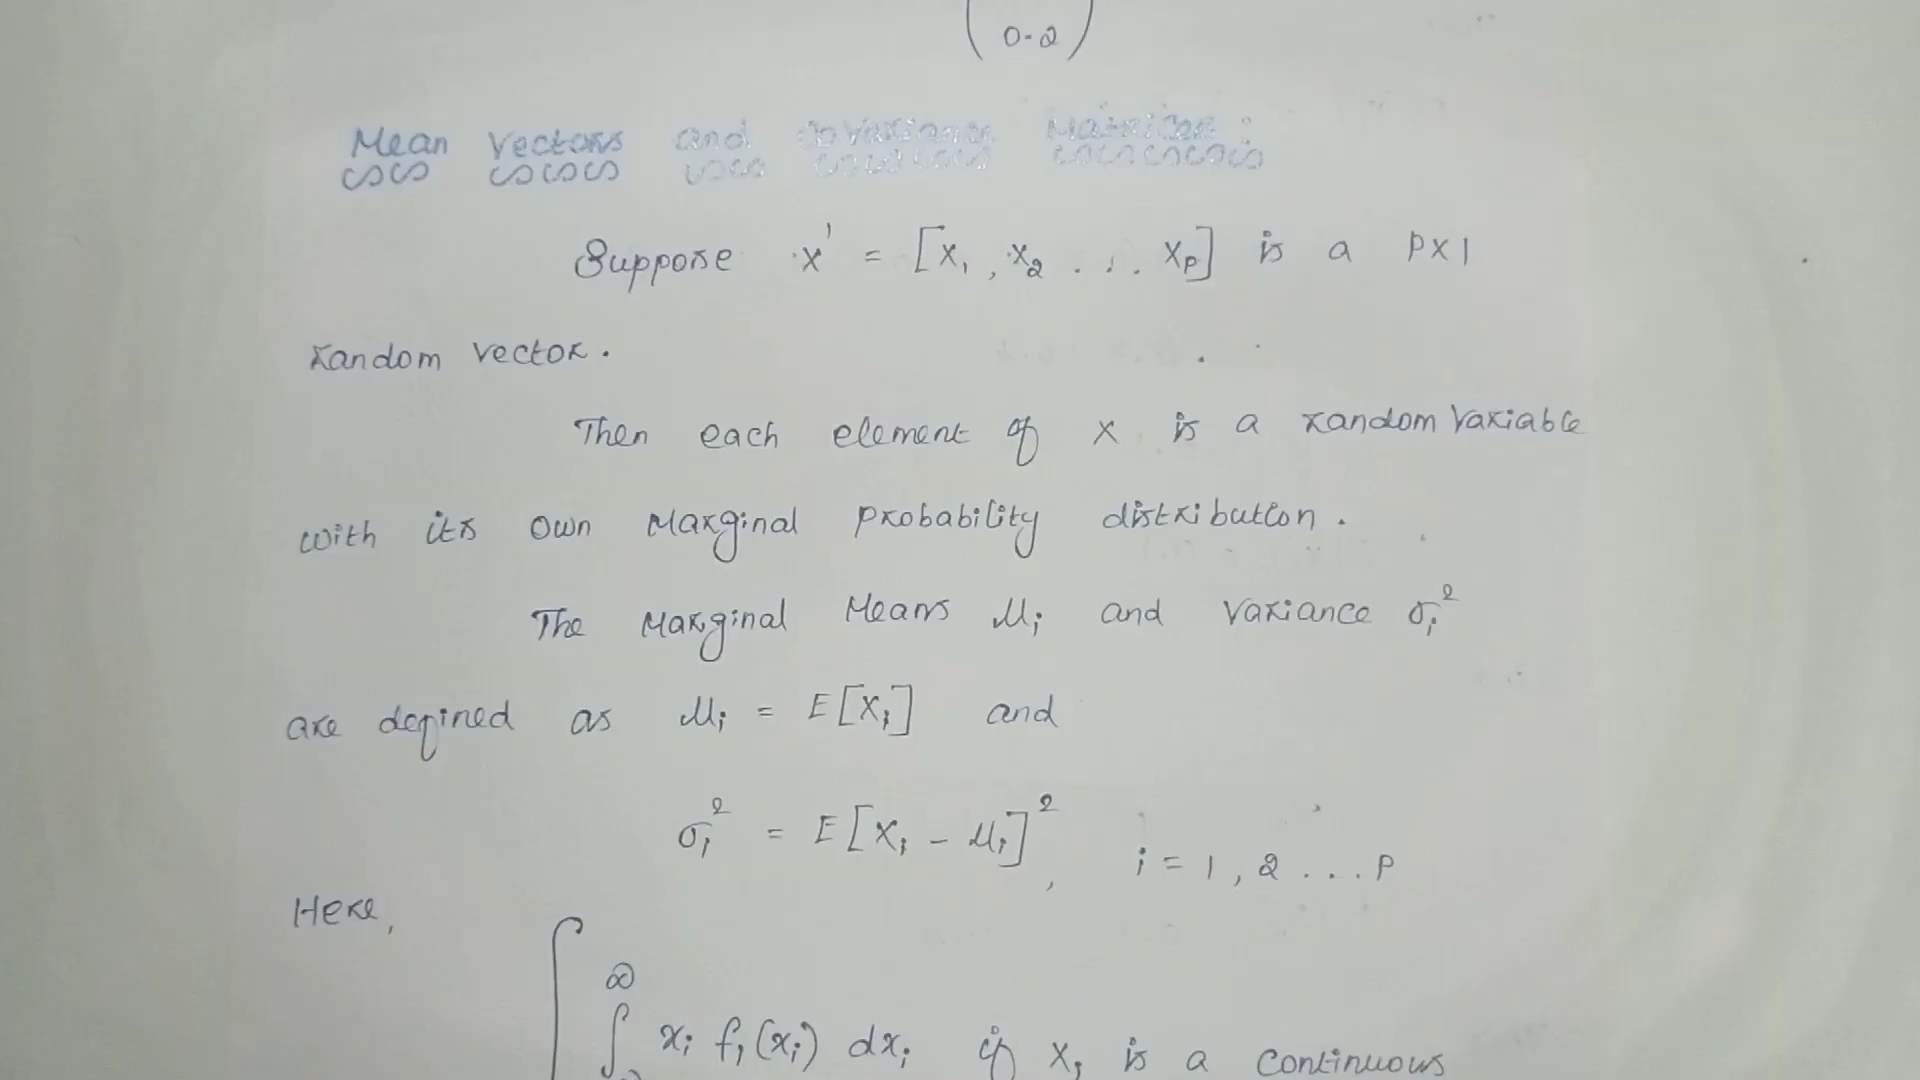 (0.2)
Mean Vectors and Covariance Matrices :
Suppose X' = [X₁, X₂ . . . Xₚ] is a p×1
random vector.
Then each element of X is a random Variable
with its own Marginal probability distribution.
The Marginal Means μᵢ and Variance σᵢ²
are defined as μᵢ = E[Xᵢ] and
σᵢ² = E[Xᵢ - μᵢ]², i = 1, 2 ... p
Here,
∫ ∞ xᵢ fᵢ(xᵢ) dxᵢ if Xᵢ is a Continuous